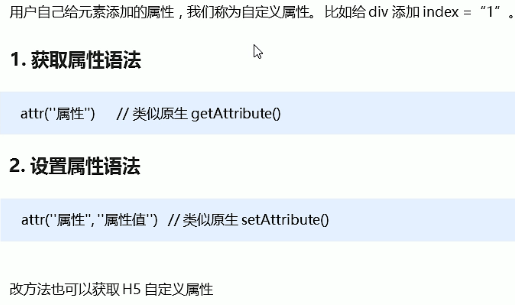 用户自己给元素添加的属性，我们称为自定义属性。 比如给 div 添加 index =“1”。
1. 获取属性语法
attr(''属性'') // 类似原生 getAttribute()
2. 设置属性语法
attr(''属性'', ''属性值'') // 类似原生 setAttribute()
改方法也可以获取 H5 自定义属性